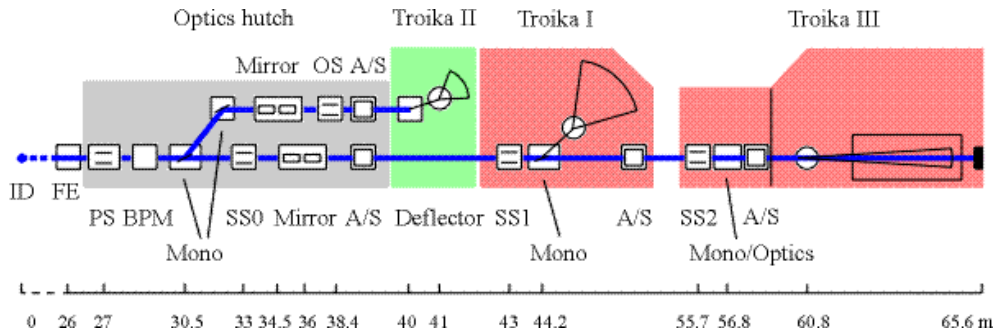 Optics hutch Troika II Troika I Troika III
Mirror OS A/S
ID FE
PS BPM SS0 Mirror A/S Deflector SS1 A/S SS2 A/S
Mono Mono Mono/Optics
0 26 27 30.5 33 34.5 36 38.4 40 41 43 44.2 55.7 56.8 60.8 65.6 m